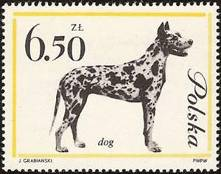 6.50 ZŁ
Polska
dog
J. GRABIAŃSKI
PWPW